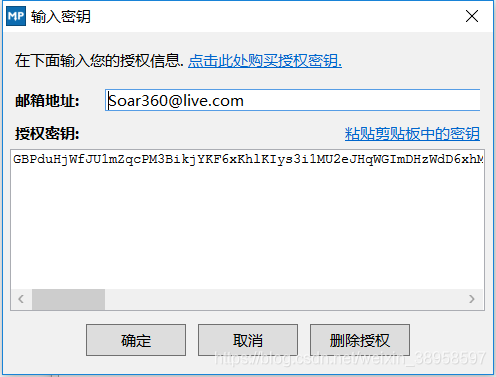 MP 输入密钥
在下面输入您的授权信息. 点击此处购买授权密钥.
邮箱地址: Soar360@live.com
授权密钥: 粘贴剪贴板中的密钥
GBPduHjWfJU1mZqcPM3BikjYKF6xKhlKIys3i1MU2eJHqWGImDHzWdD6xhM
确定 取消 删除授权
https://blog.csdn.net/weixin_38958597